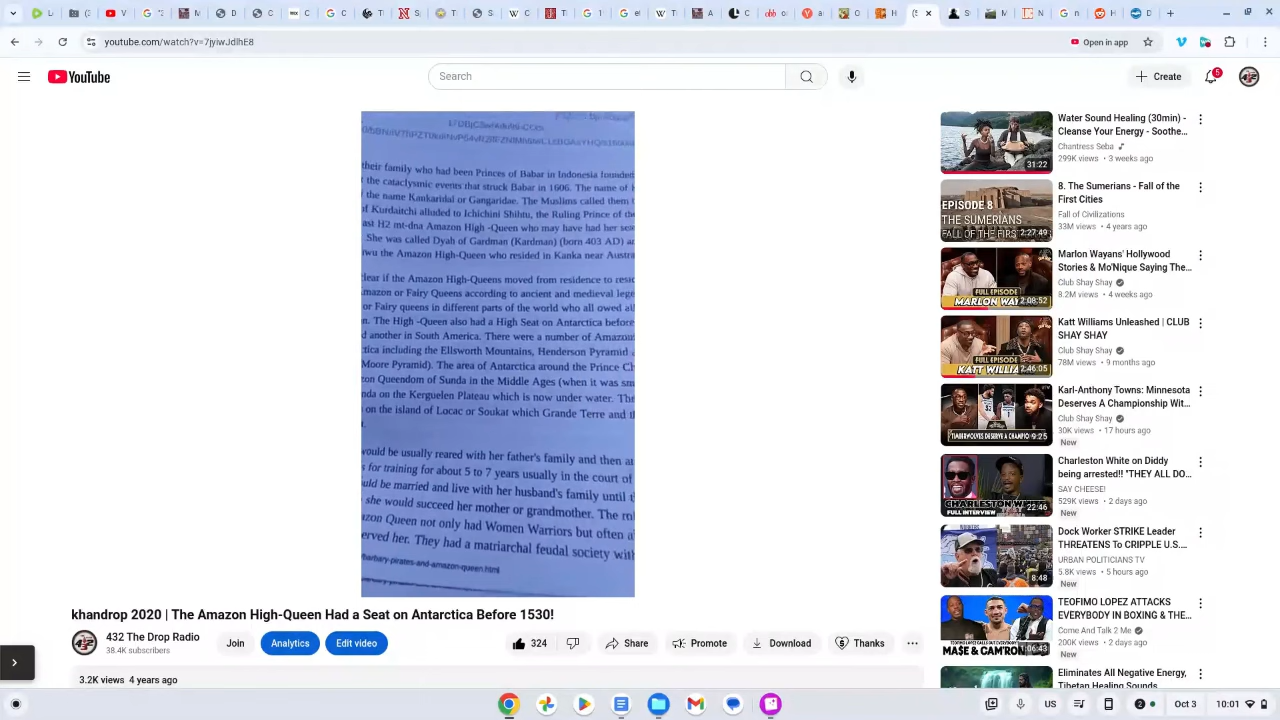 youtube.com/watch?v=7jyiwJdlhE8
Open in app
YouTube
Search
Create
5
their family who had been Princes of Babar in Indonesia founded
the cataclysmic events that struck Babar in 1606. The name of
the name Kankaridal or Gangaridae. The Muslims called them
of Kurdaitchi alluded to Ichichini Shihtu, the Ruling Prince of the
H2 mt-dna Amazon High -Queen who may have had her
She was called Dyah of Gardman (Kardman) (born 403 AD)
the Amazon High-Queen who resided in Kanka near
if the Amazon High-Queens moved from residence to
or Fairy Queens according to ancient and medieval
or Fairy queens in different parts of the world who all owed
The High -Queen also had a High Seat on Antarctica before
another in South America. There were a number of
including the Ellsworth Mountains, Henderson Pyramid
Moon Pyramid). The area of Antarctica around the Prince
Queendom of Sunda in the Middle Ages (when it was
on the Kerguelen Plateau which is now under water.
on the island of Locac or Soukat which Grande Terre and
would be usually reared with her father's family and then
for training for about 5 to 7 years usually in the court of
be married and live with her husband's family until
she would succeed her mother or grandmother. The
Queen not only had Women Warriors but often
her. They had a matriarchal feudal society
barbary-pirates-and-amazon-queen.html
khandrop 2020 | The Amazon High-Queen Had a Seat on Antarctica Before 1530!
432 The Drop Radio
38.4K subscribers
Join
Analytics
Edit video
324
Share
Promote
Download
Thanks
3.2K views 4 years ago
31:22
Water Sound Healing (30min) -
Cleanse Your Energy - Soothe...
Chantress Seba
299K views • 3 weeks ago
EPISODE 8
THE SUMERIANS
2:27:49
8. The Sumerians - Fall of the
First Cities
Fall of Civilizations
33M views • 4 years ago
FULL EPISODE
2:08:52
Marlon Wayans' Hollywood
Stories & Mo'Nique Saying The...
Club Shay Shay
8.2M views • 4 weeks ago
FULL EPISODE
2:46:05
Katt Williams Unleashed | CLUB
SHAY SHAY
Club Shay Shay
78M views • 9 months ago
9:25
Karl-Anthony Towns: Minnesota
Deserves A Championship Wit...
Club Shay Shay
30K views • 17 hours ago
New
FULL INTERVIEW
22:46
Charleston White on Diddy
being arrested!! "THEY ALL DO...
SAY CHEESE!
529K views • 2 days ago
New
8:48
Dock Worker STRIKE Leader
THREATENS To CRIPPLE U.S....
URBAN POLITICIANS TV
5.8K views • 5 hours ago
New
MA$E & CAM'RON
1:06:43
TEOFIMO LOPEZ ATTACKS
EVERYBODY IN BOXING & THE...
Come And Talk 2 Me
200K views • 2 days ago
New
Eliminates All Negative Energy,
Tibetan Healing Sounds
US
2
Oct 3
10:01